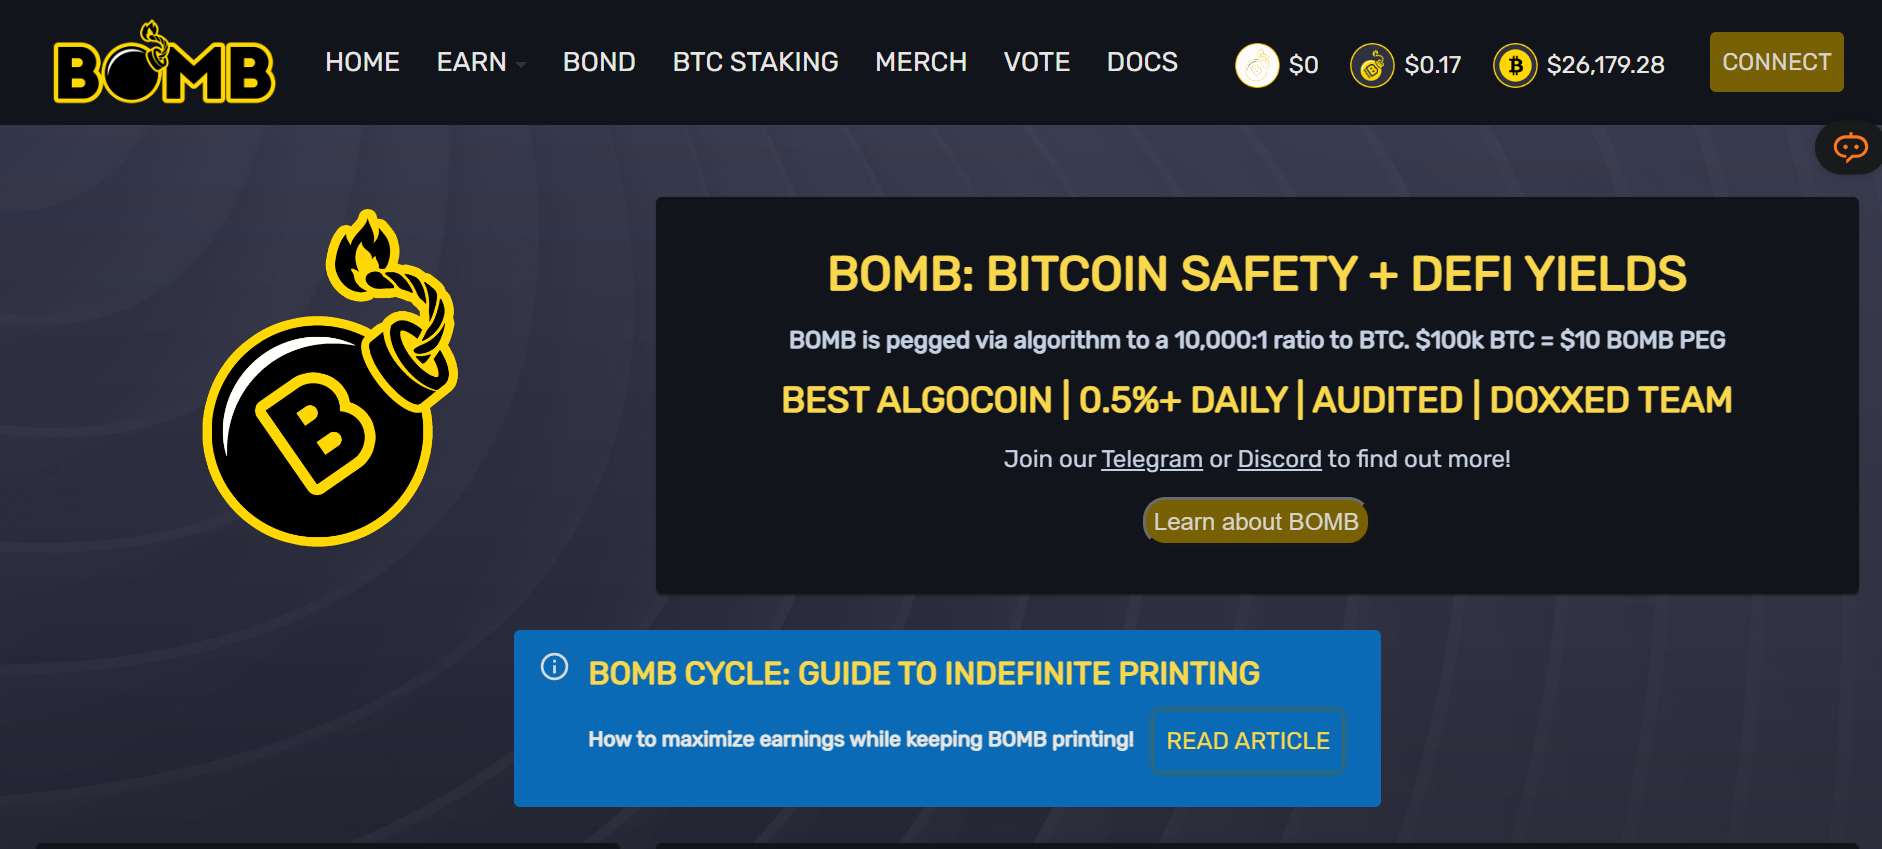 BOMB
HOME EARN BOND BTC STAKING MERCH VOTE DOCS $0 $0.17 $26,179.28 CONNECT
B
BOMB: BITCOIN SAFETY + DEFI YIELDS
BOMB is pegged via algorithm to a 10,000:1 ratio to BTC. $100k BTC = $10 BOMB PEG
BEST ALGOCOIN | 0.5%+ DAILY | AUDITED | DOXXED TEAM
Join our Telegram or Discord to find out more!
Learn about BOMB
BOMB CYCLE: GUIDE TO INDEFINITE PRINTING
How to maximize earnings while keeping BOMB printing!
READ ARTICLE